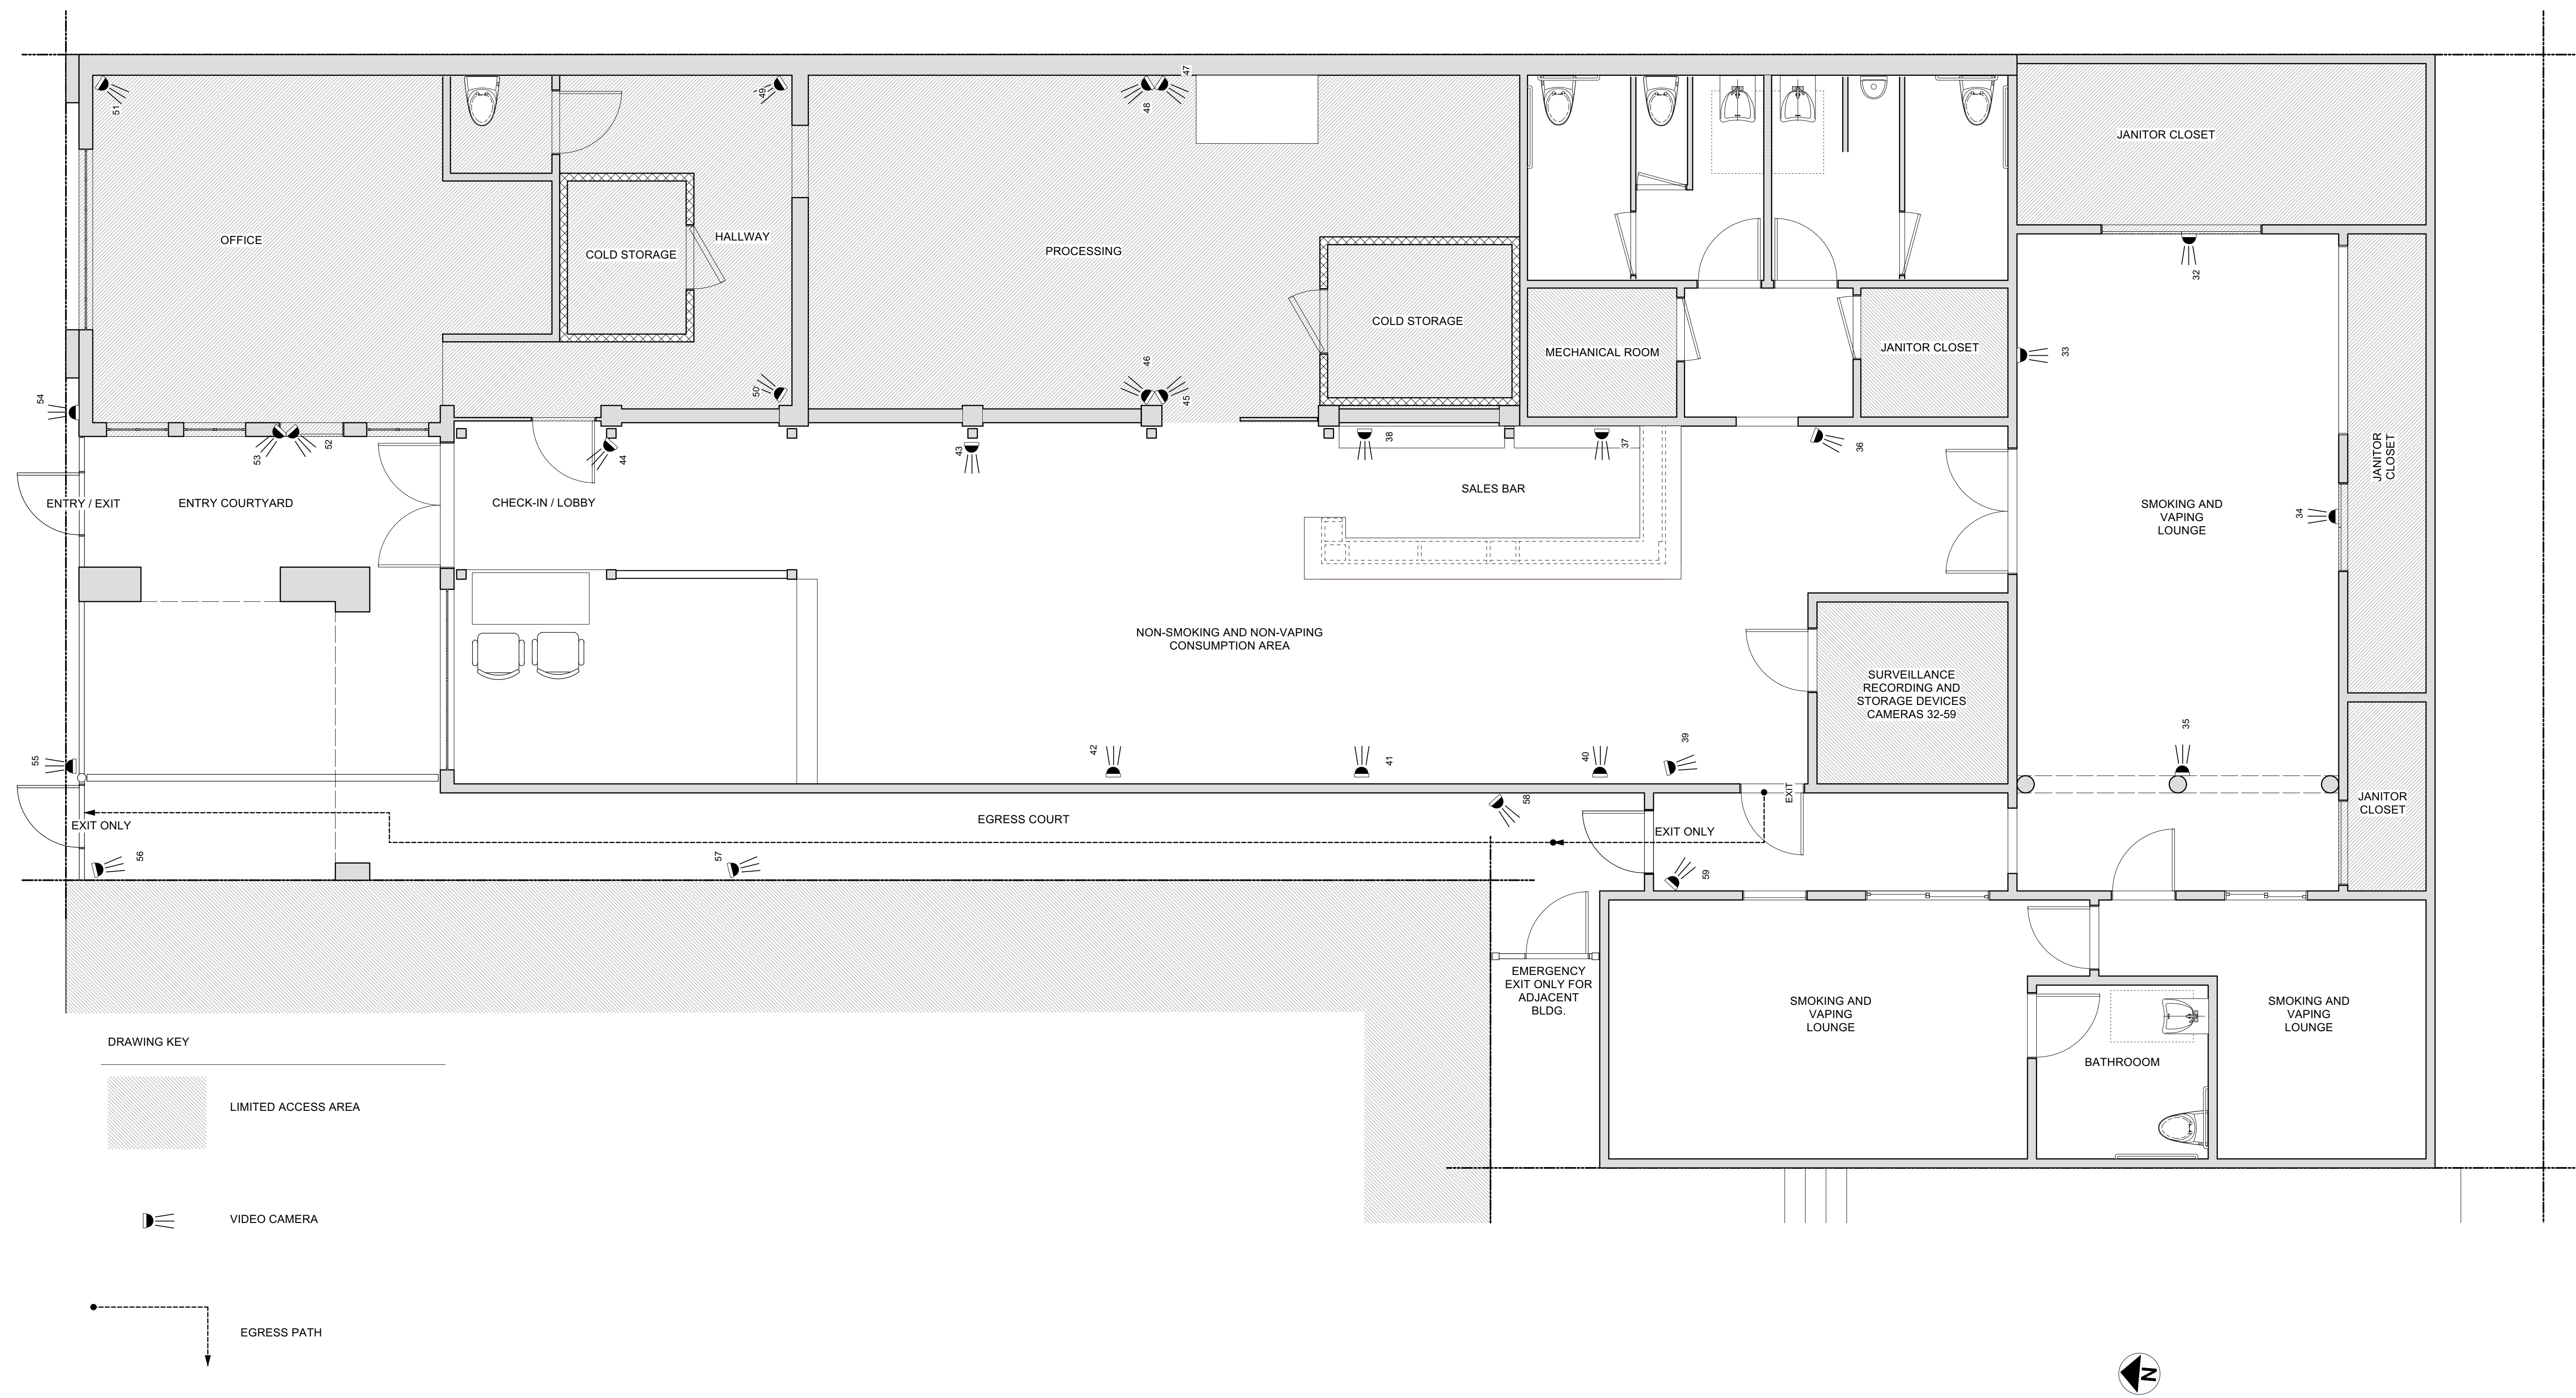 47
51
49
48
JANITOR CLOSET
OFFICE
HALLWAY
COLD STORAGE
PROCESSING
32
COLD STORAGE
MECHANICAL ROOM
JANITOR CLOSET
33
46
50
45
54
53
52
44
43
38
37
36
JANITOR
CLOSET
ENTRY / EXIT
ENTRY COURTYARD
CHECK-IN / LOBBY
SALES BAR
SMOKING AND
VAPING
LOUNGE
34
NON-SMOKING AND NON-VAPING
CONSUMPTION AREA
SURVEILLANCE
RECORDING AND
STORAGE DEVICES
CAMERAS 32-59
35
55
42
41
40
39
EXIT
58
JANITOR
CLOSET
EXIT ONLY
EGRESS COURT
EXIT ONLY
56
57
59
EMERGENCY
EXIT ONLY FOR
ADJACENT
BLDG.
SMOKING AND
VAPING
LOUNGE
SMOKING AND
VAPING
LOUNGE
BATHROOOM
DRAWING KEY
LIMITED ACCESS AREA
VIDEO CAMERA
EGRESS PATH
N